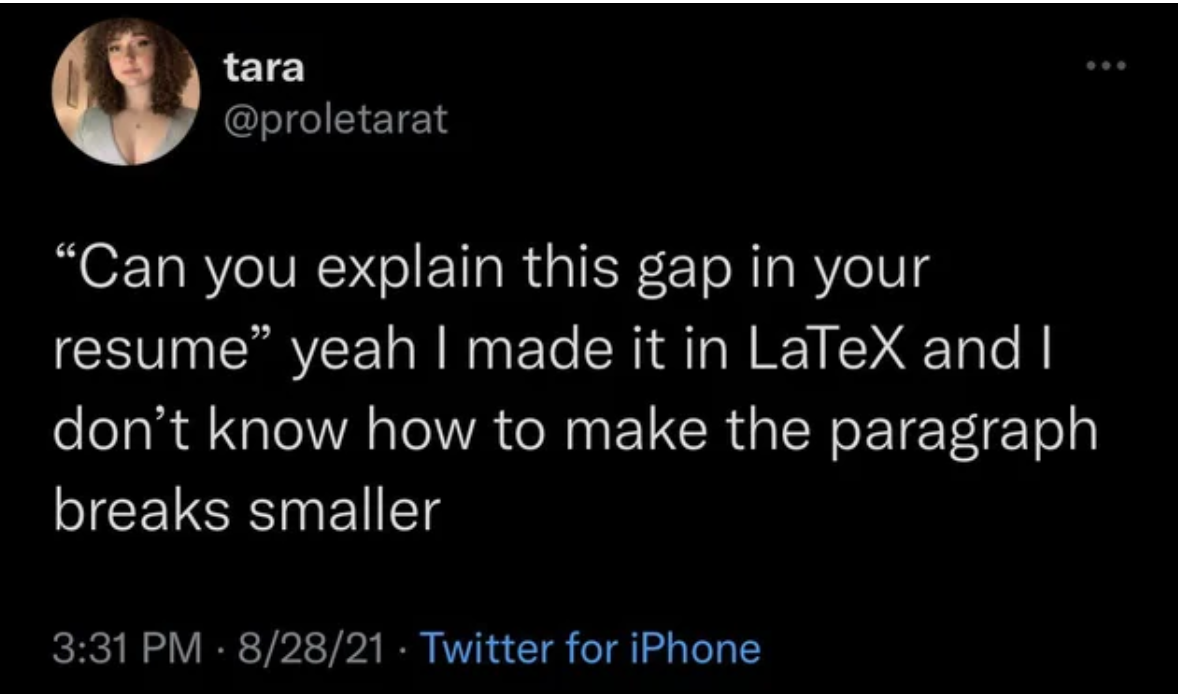 tara
@proletarat
“Can you explain this gap in your
resume” yeah I made it in LaTeX and I
don’t know how to make the paragraph
breaks smaller
3:31 PM · 8/28/21 · Twitter for iPhone